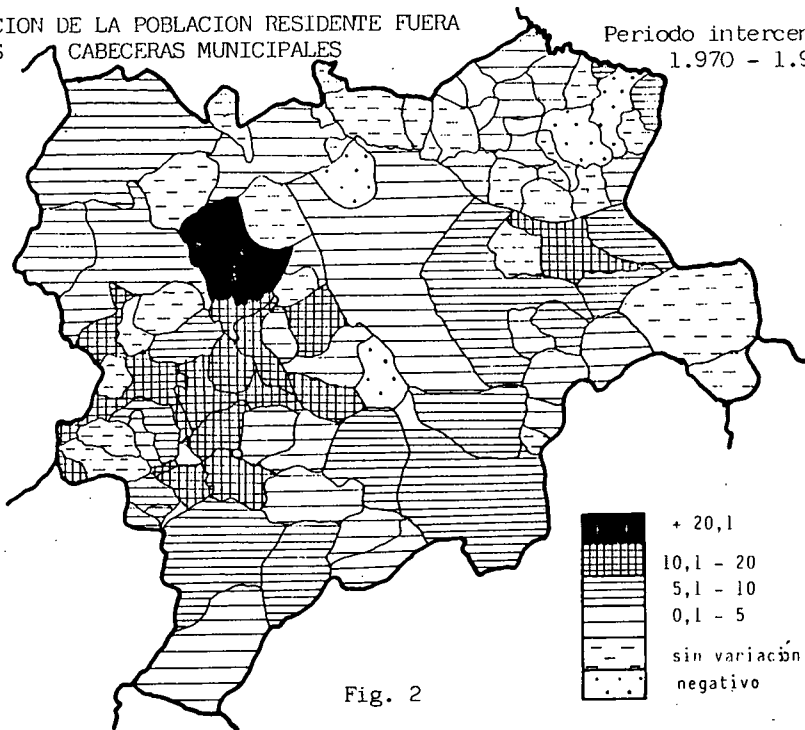 CION DE LA POBLACION RESIDENTE FUERA
S CABECERAS MUNICIPALES
Periodo intercen
1.970 - 1.9
+ 20,1
10,1 - 20
5,1 - 10
0,1 - 5
sin variación
negativo
Fig. 2